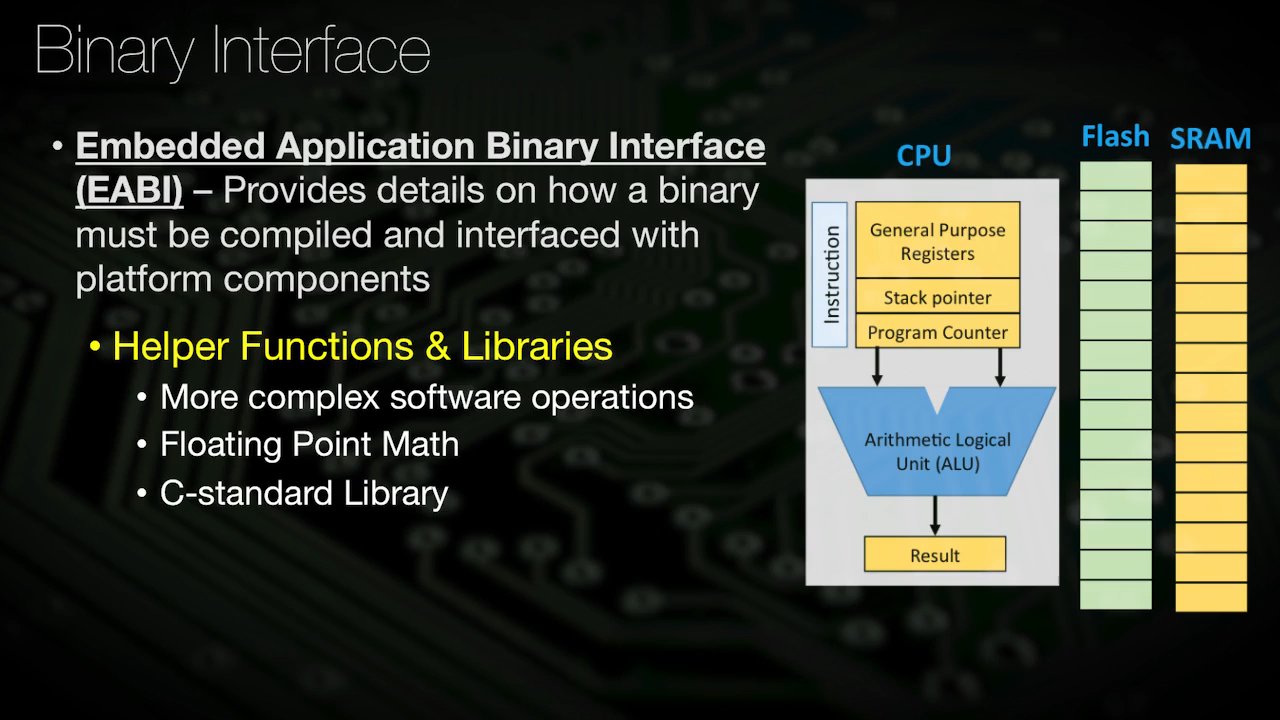 Binary Interface
• Embedded Application Binary Interface
(EABI) – Provides details on how a binary
must be compiled and interfaced with
platform components
• Helper Functions & Libraries
• More complex software operations
• Floating Point Math
• C-standard Library
CPU
Flash
SRAM
Instruction
General Purpose
Registers
Stack pointer
Program Counter
Arithmetic Logical
Unit (ALU)
Result